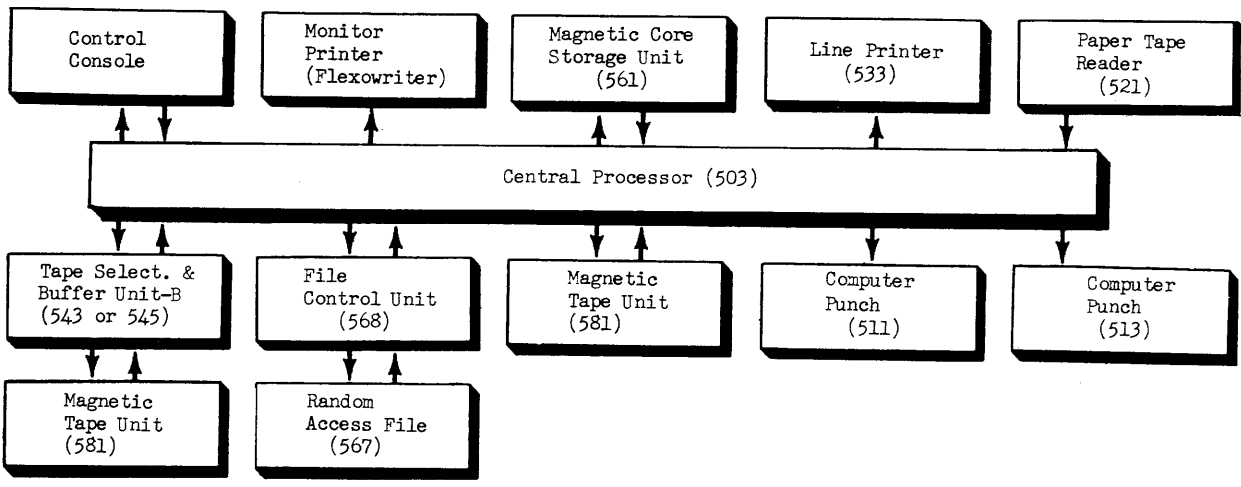 Control
Console
Monitor
Printer
(Flexowriter)
Magnetic Core
Storage Unit
(561)
Line Printer
(533)
Paper Tape
Reader
(521)
Central Processor (503)
Tape Select. &
Buffer Unit-B
(543 or 545)
File
Control Unit
(568)
Magnetic
Tape Unit
(581)
Computer
Punch
(511)
Computer
Punch
(513)
Magnetic
Tape Unit
(581)
Random
Access File
(567)